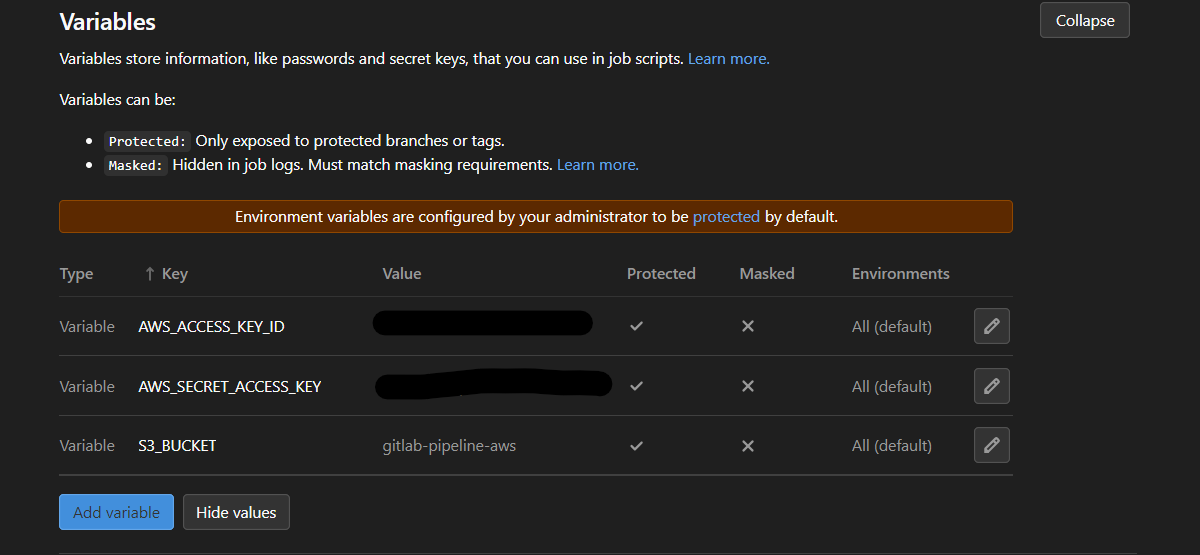 Variables
Collapse
Variables store information, like passwords and secret keys, that you can use in job scripts. Learn more.
Variables can be:
Protected: Only exposed to protected branches or tags.
Masked: Hidden in job logs. Must match masking requirements. Learn more.
Environment variables are configured by your administrator to be protected by default.
Type ↑ Key Value Protected Masked Environments
Variable AWS_ACCESS_KEY_ID All (default)
Variable AWS_SECRET_ACCESS_KEY All (default)
Variable S3_BUCKET gitlab-pipeline-aws All (default)
Add variable Hide values